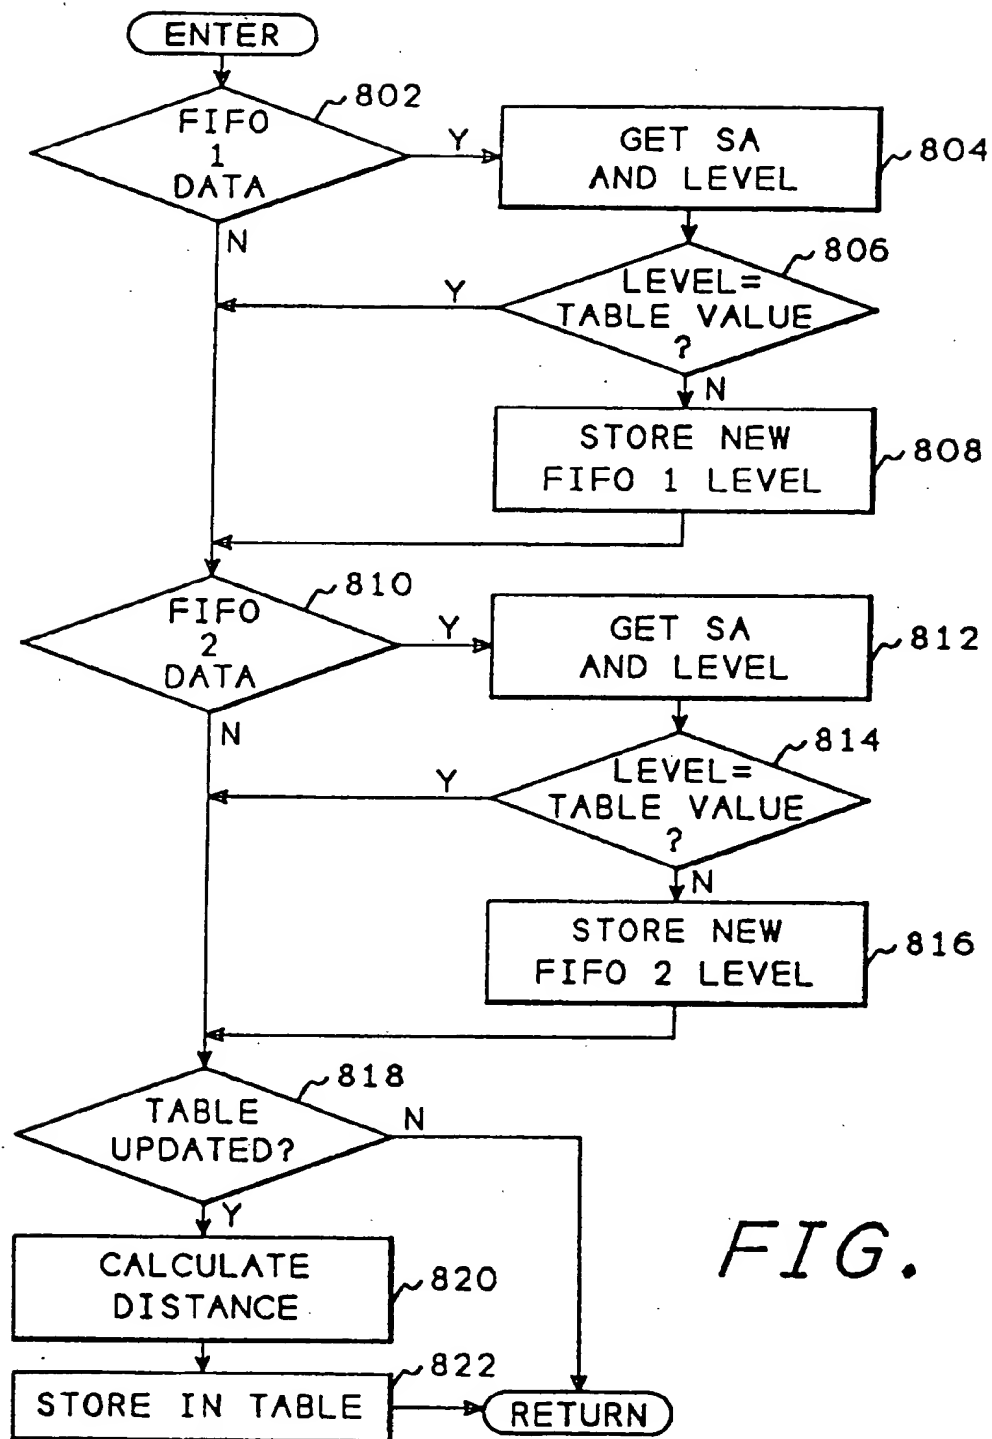 ENTER
802
FIFO
1
DATA
Y
GET SA
AND LEVEL
804
N
806
LEVEL=
TABLE VALUE
?
Y
N
STORE NEW
FIFO 1 LEVEL
808
810
FIFO
2
DATA
Y
GET SA
AND LEVEL
812
N
814
LEVEL=
TABLE VALUE
?
Y
N
STORE NEW
FIFO 2 LEVEL
816
818
TABLE
UPDATED?
N
Y
CALCULATE
DISTANCE
820
FIG.
822
STORE IN TABLE
RETURN